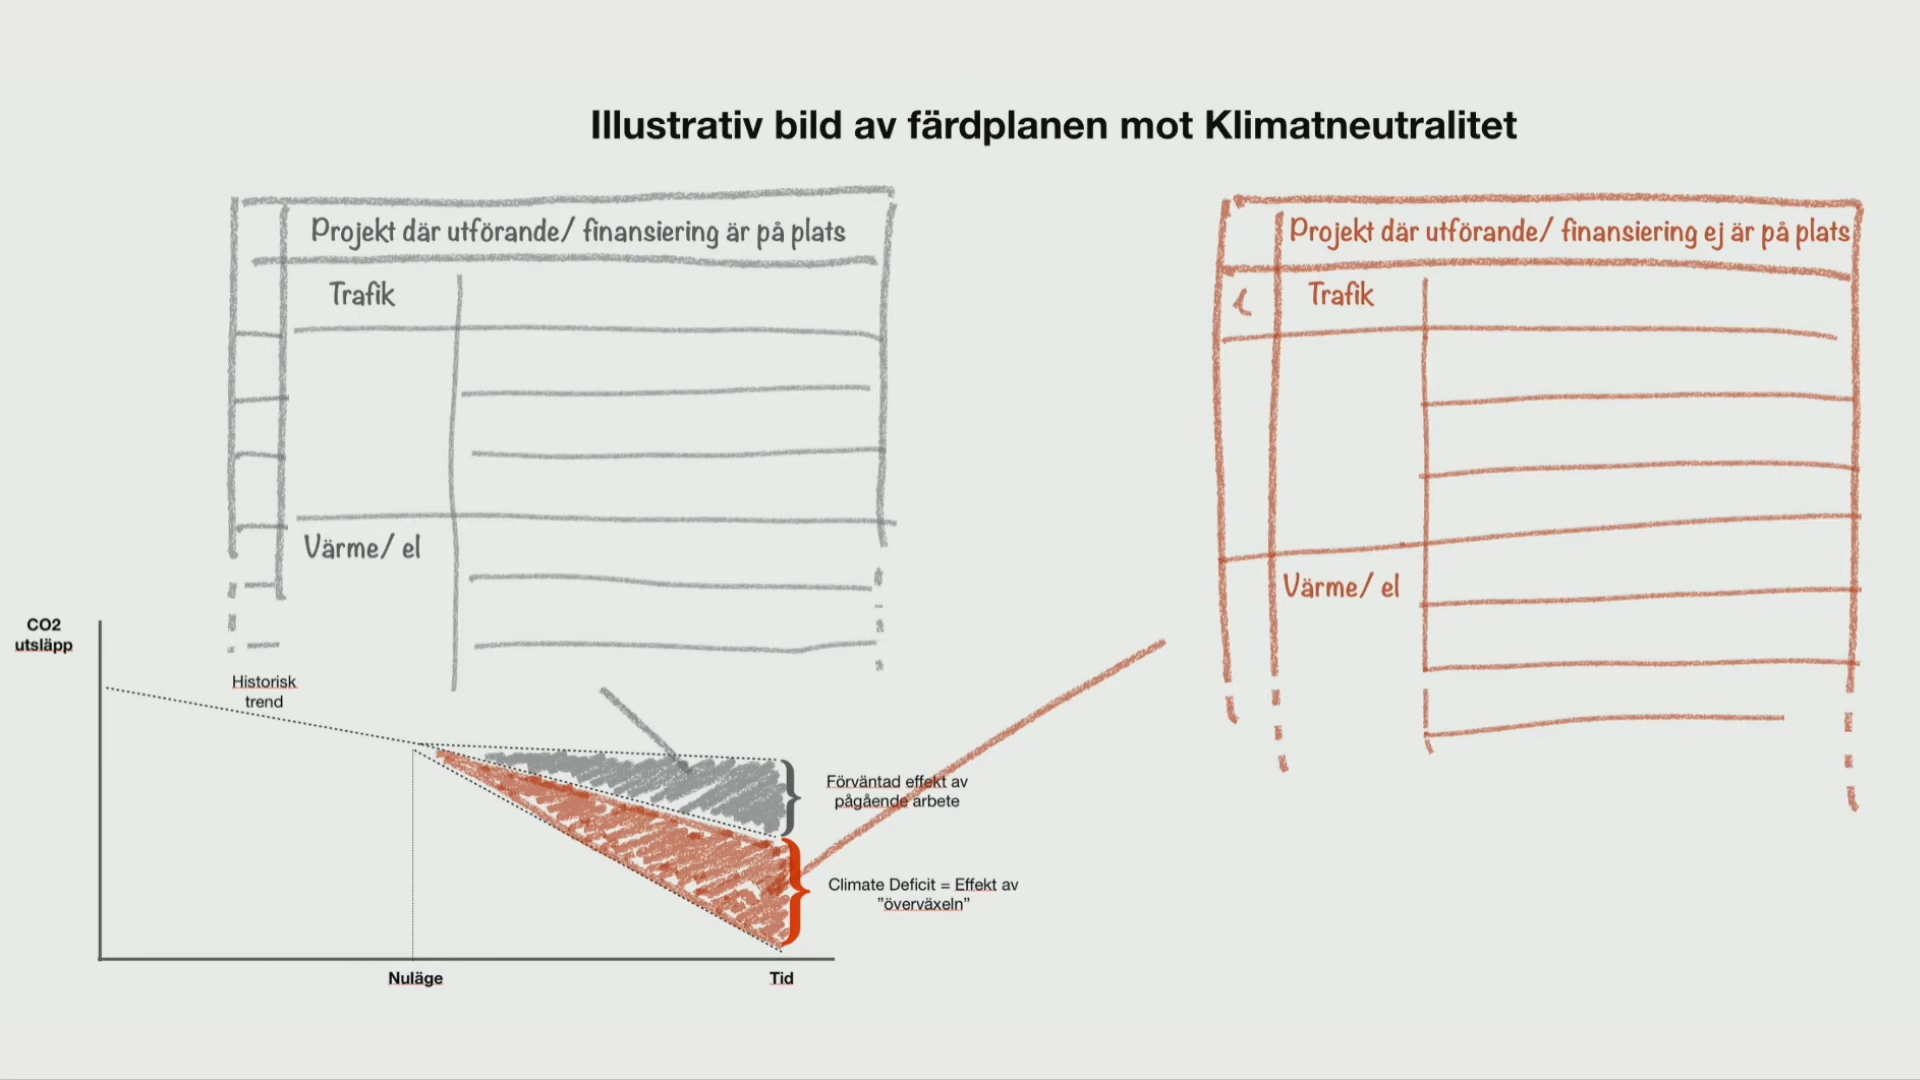 Illustrativ bild av färdplanen mot Klimatneutralitet
Projekt där utförande/ finansiering är på plats
Trafik
Värme/ el
Projekt där utförande/ finansiering ej är på plats
Trafik
Värme/ el
CO2
utsläpp
Historisk
trend
Förväntad effekt av
pågående arbete
Climate Deficit = Effekt av
”överväxeln”
Nuläge
Tid